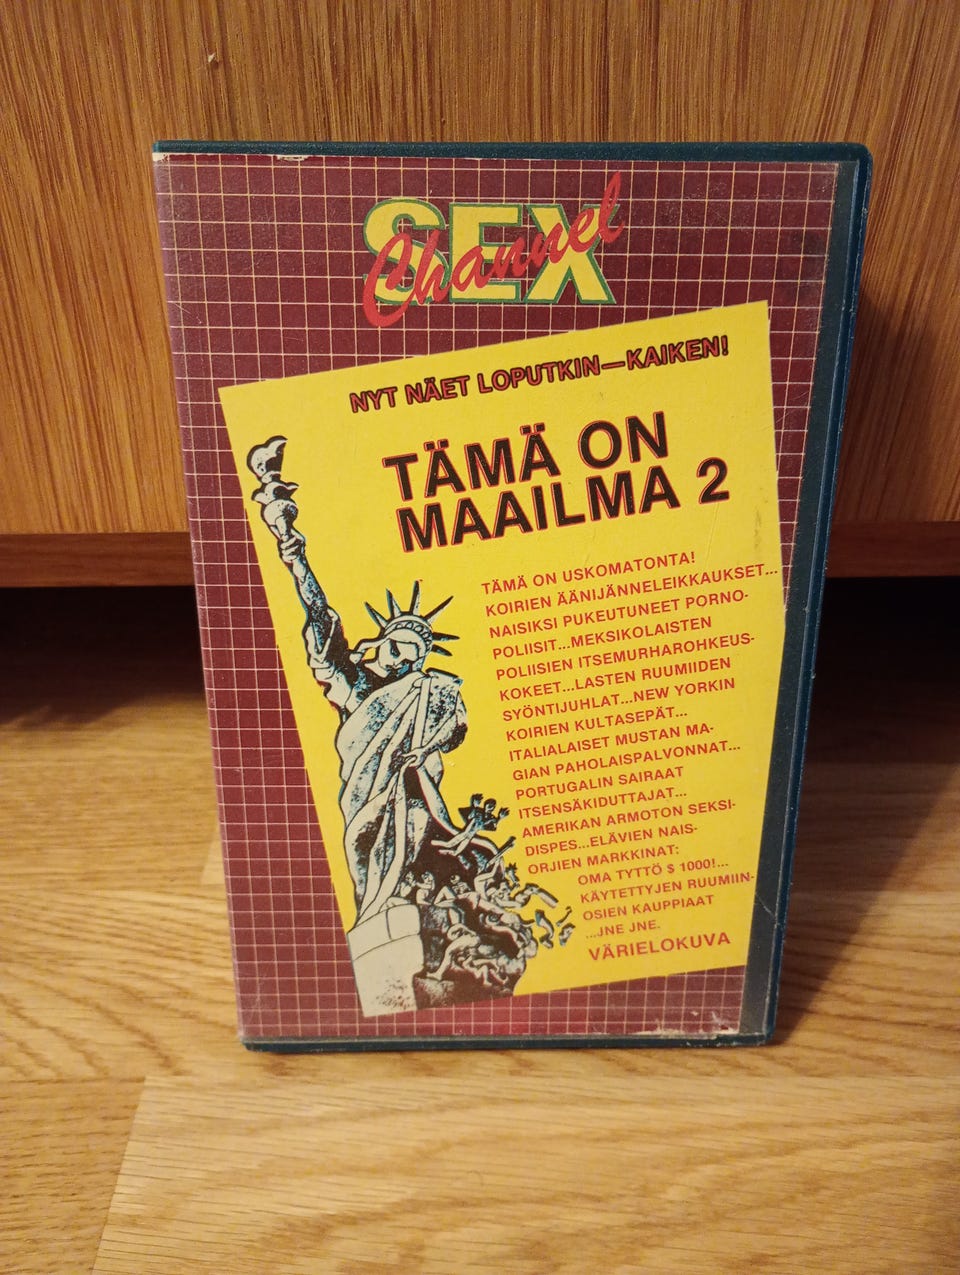 SEX
Channel
NYT NÄET LOPUTKIN—KAIKEN!
TÄMÄ ON
MAAILMA 2
TÄMÄ ON USKOMATONTA!
KOIRIEN ÄÄNIJÄNNELEIKKAUKSET...
NAISIKSI PUKEUTUNEET PORNO-
POLIISIT...MEKSIKOLAISTEN
POLIISIEN ITSEMURHAROHKEUS-
KOKEET...LASTEN RUUMIIDEN
SYÖNTIJUHLAT...NEW YORKIN
KOIRIEN KULTASEPÄT...
ITALIALAISET MUSTAN MA-
GIAN PAHOLAISPALVONNAT...
PORTUGALIN SAIRAAT
ITSENSÄKIDUTTAJAT...
AMERIKAN ARMOTON SEKSI-
DISPES...ELÄVIEN NAIS-
ORJIEN MARKKINAT:
OMA TYTTÖ $ 1000!...
KÄYTETTYJEN RUUMIIN-
OSIEN KAUPPIAAT
...JNE JNE.
VÄRIELOKUVA